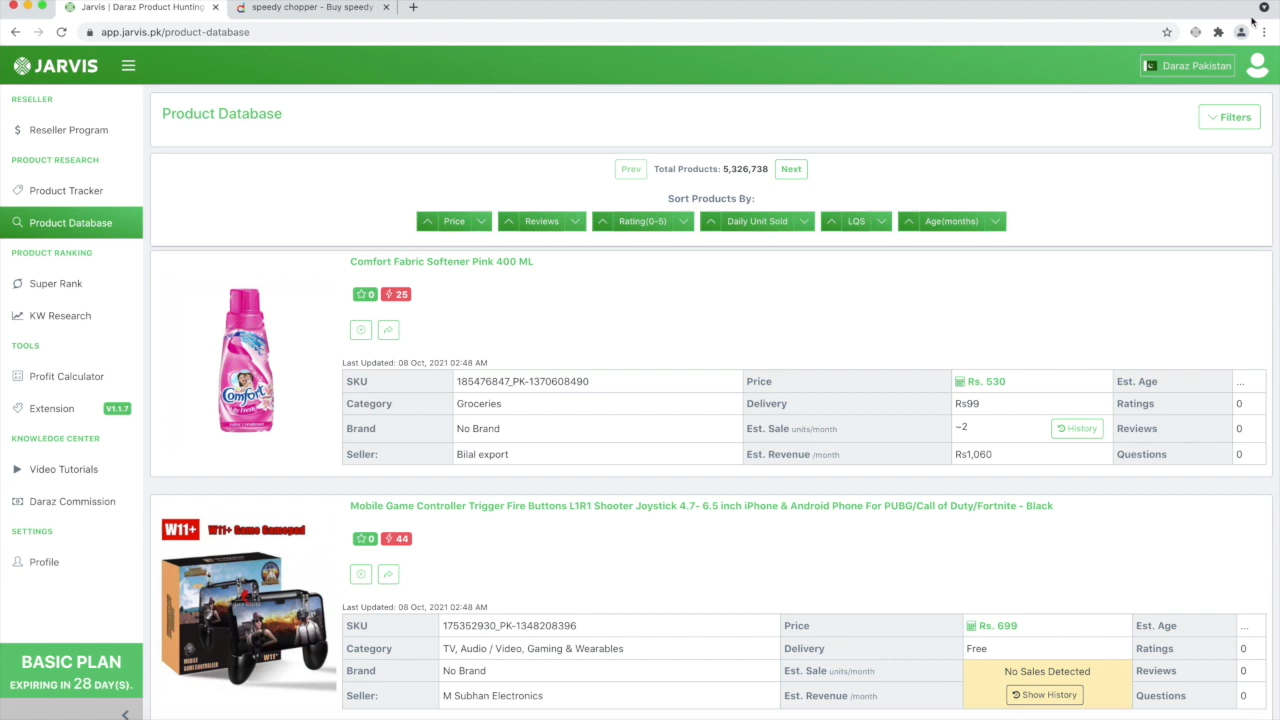 Jarvis | Daraz Product Hunting
speedy chopper - Buy speedy
app.jarvis.pk/product-database
JARVIS
Daraz Pakistan
RESELLER
Reseller Program
PRODUCT RESEARCH
Product Tracker
Product Database
PRODUCT RANKING
Super Rank
KW Research
TOOLS
Profit Calculator
Extension V1.1.7
KNOWLEDGE CENTER
Video Tutorials
Daraz Commission
SETTINGS
Profile
BASIC PLAN
EXPIRING IN 28 DAY(S).
Product Database
Filters
Prev Total Products: 5,326,738 Next
Sort Products By:
Price Reviews Rating(0-5) Daily Unit Sold LQS Age(months)
Comfort Fabric Softener Pink 400 ML
0 25
Comfort
Last Updated: 08 Oct, 2021 02:48 AM
SKU 185476847_PK-1370608490 Price Rs. 530 Est. Age ...
Category Groceries Delivery Rs99 Ratings 0
Brand No Brand Est. Sale units/month ~2 History Reviews 0
Seller: Bilal export Est. Revenue /month Rs1,060 Questions 0
Mobile Game Controller Trigger Fire Buttons L1R1 Shooter Joystick 4.7- 6.5 inch iPhone & Android Phone For PUBG/Call of Duty/Fortnite - Black
0 44
W11+ W11+ Game Gamepad
MOBILE
GAME CONTROLLER
W11+
Last Updated: 08 Oct, 2021 02:48 AM
SKU 175352930_PK-1348208396 Price Rs. 699 Est. Age ...
Category TV, Audio / Video, Gaming & Wearables Delivery Free Ratings 0
Brand No Brand Est. Sale units/month No Sales Detected Reviews 0
Seller: M Subhan Electronics Est. Revenue /month Show History Questions 0